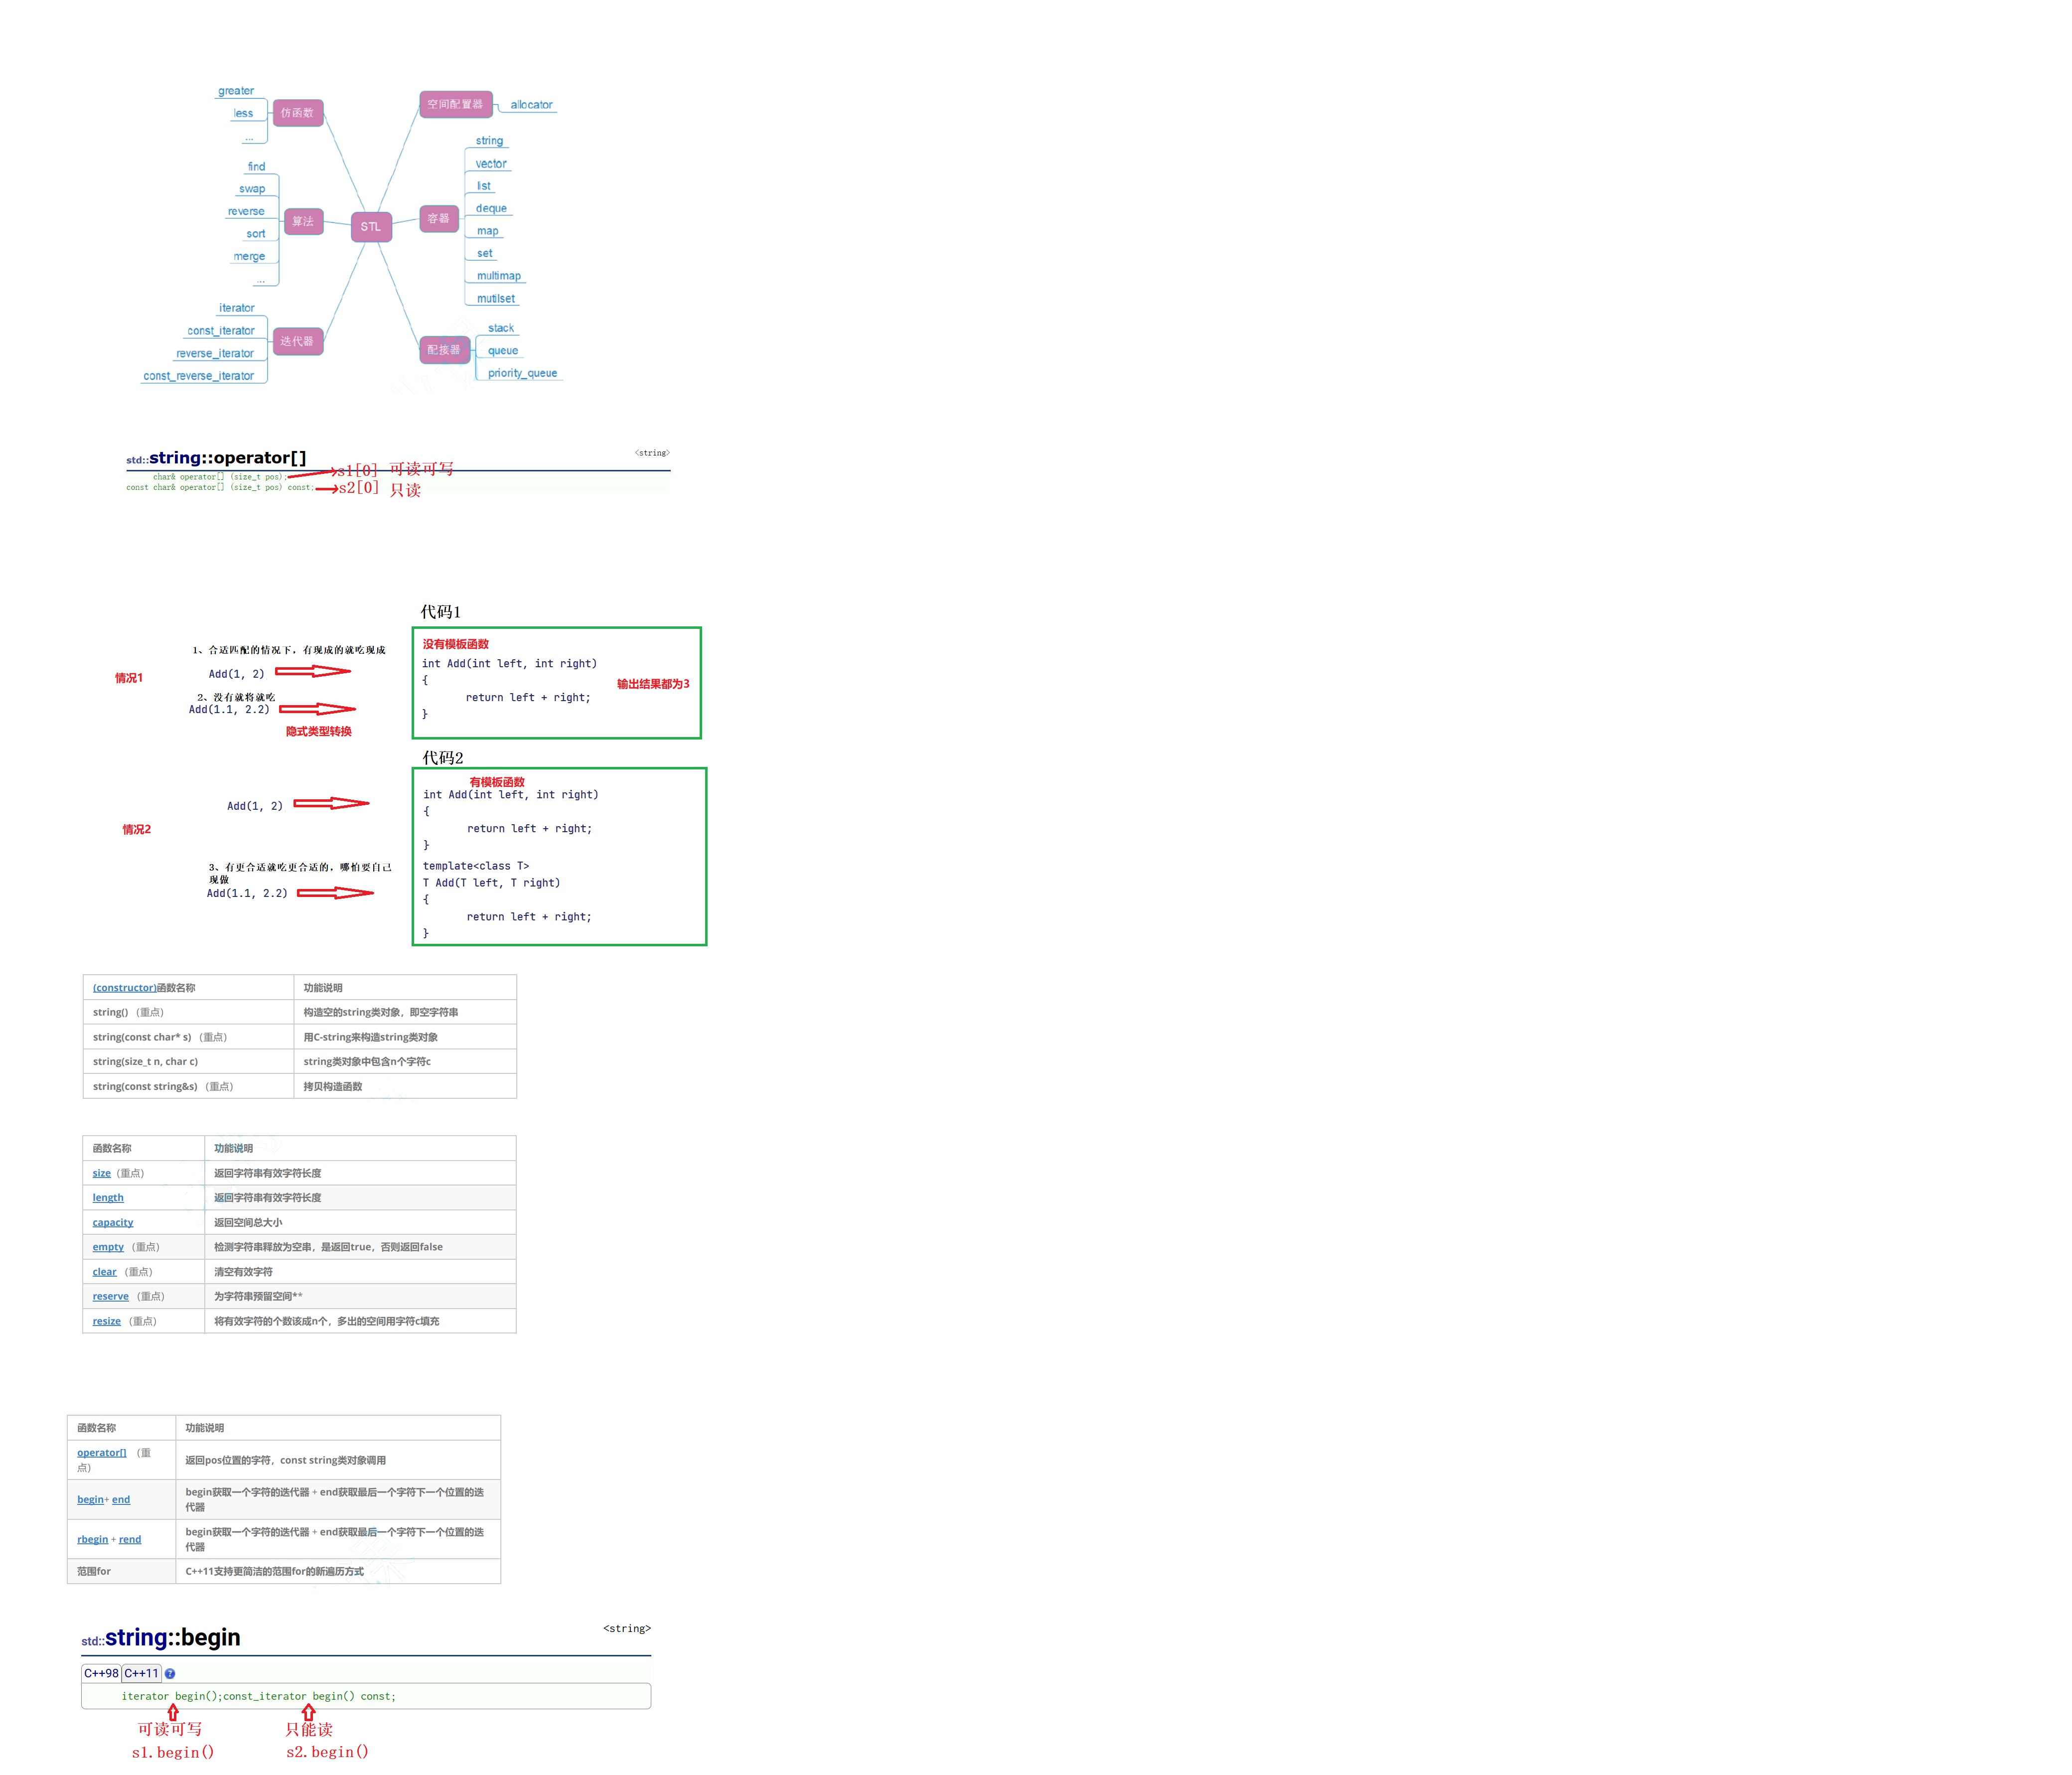 greater
less
...
仿函数
find
swap
reverse
sort
merge
...
算法
iterator
const_iterator
reverse_iterator
const_reverse_iterator
迭代器
STL
空间配置器
allocator
容器
string
vector
list
deque
map
set
multimap
mutilset
配接器
stack
queue
priority_queue
std::string::operator[]
<string>
char& operator[] (size_t pos);
s1[0] 可读可写
const char& operator[] (size_t pos) const;
s2[0] 只读
代码1
情况1
1、合适匹配的情况下，有现成的就吃现成
Add(1, 2)
2、没有就将就吃
Add(1.1, 2.2)
隐式类型转换
没有模板函数
int Add(int left, int right)
{
return left + right;
}
输出结果都为3
代码2
情况2
Add(1, 2)
3、有更合适就吃更合适的，哪怕要自己
现做
Add(1.1, 2.2)
有模板函数
int Add(int left, int right)
{
return left + right;
}
template<class T>
T Add(T left, T right)
{
return left + right;
}
(constructor)函数名称 功能说明
string() （重点） 构造空的string类对象，即空字符串
string(const char* s) （重点） 用C-string来构造string类对象
string(size_t n, char c) string类对象中包含n个字符c
string(const string&s) （重点） 拷贝构造函数
函数名称 功能说明
size（重点） 返回字符串有效字符长度
length 返回字符串有效字符长度
capacity 返回空间总大小
empty （重点） 检测字符串释放为空串，是返回true，否则返回false
clear （重点） 清空有效字符
reserve （重点） 为字符串预留空间**
resize （重点） 将有效字符的个数该成n个，多出的空间用字符c填充
函数名称 功能说明
operator[] （重
点）
返回pos位置的字符，const string类对象调用
begin+ end
begin获取一个字符的迭代器 + end获取最后一个字符下一个位置的迭
代器
rbegin + rend
begin获取一个字符的迭代器 + end获取最后一个字符下一个位置的迭
代器
范围for C++11支持更简洁的范围for的新遍历方式
std::string::begin
<string>
C++98 C++11 ?
iterator begin();const_iterator begin() const;
可读可写 只能读
s1.begin() s2.begin()